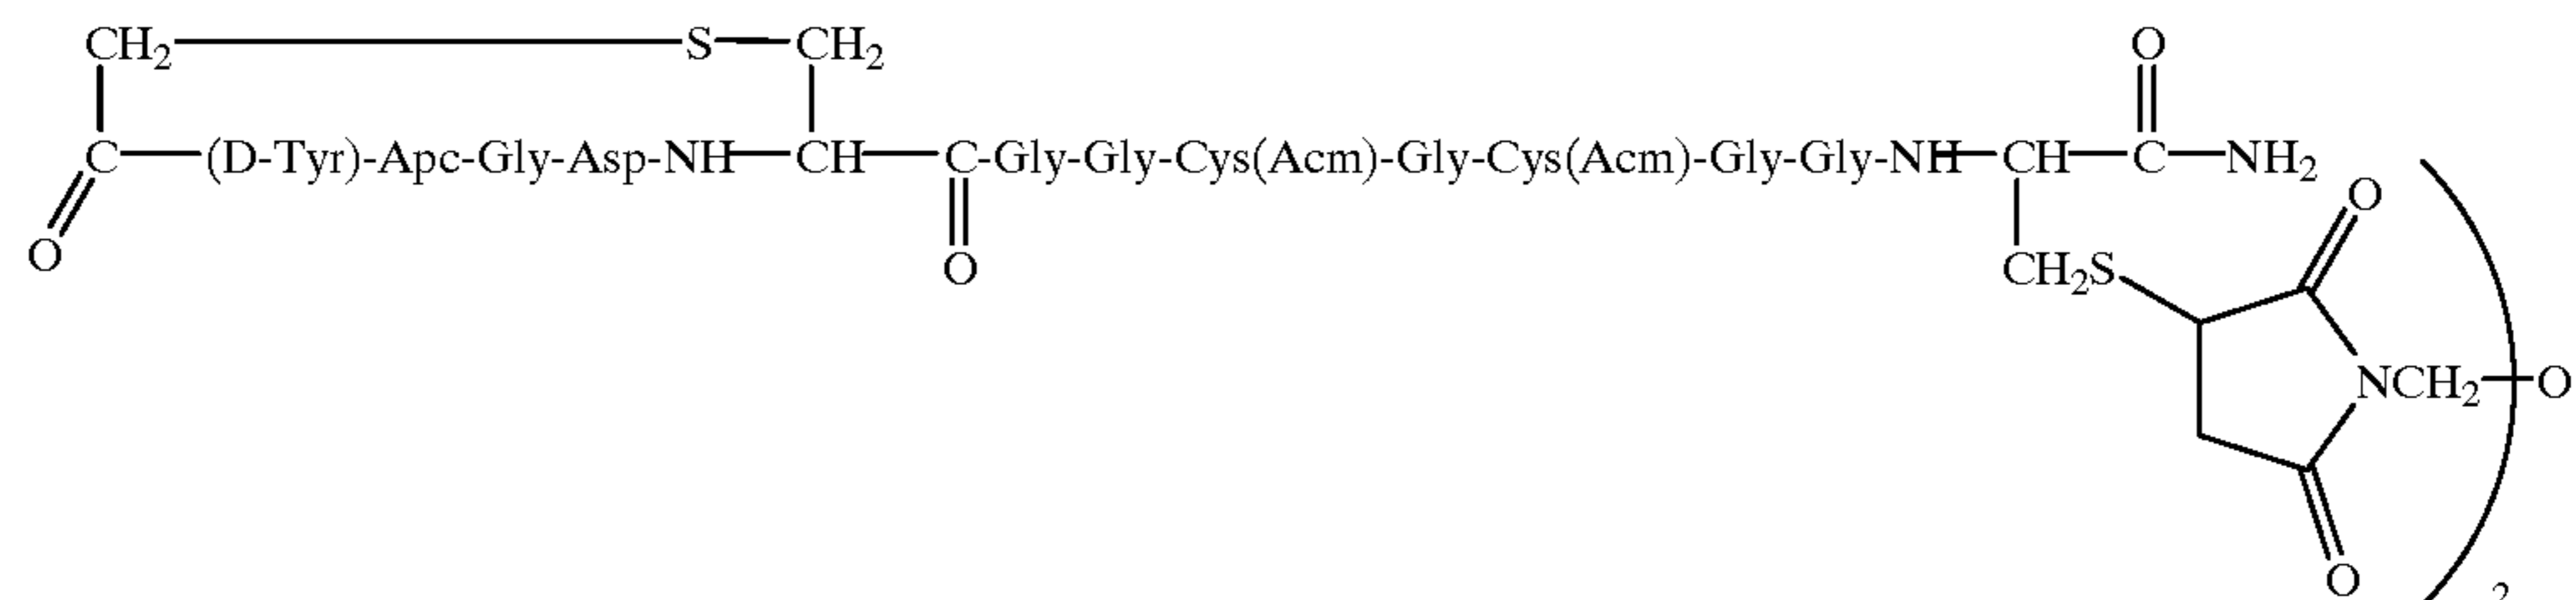 CH₂ S CH₂ O
C (D-Tyr)-Apc-Gly-Asp-NH CH C-Gly-Gly-Cys(Acm)-Gly-Cys(Acm)-Gly-Gly-NH CH C NH₂
O O CH₂S O
NCH₂ O
O 2